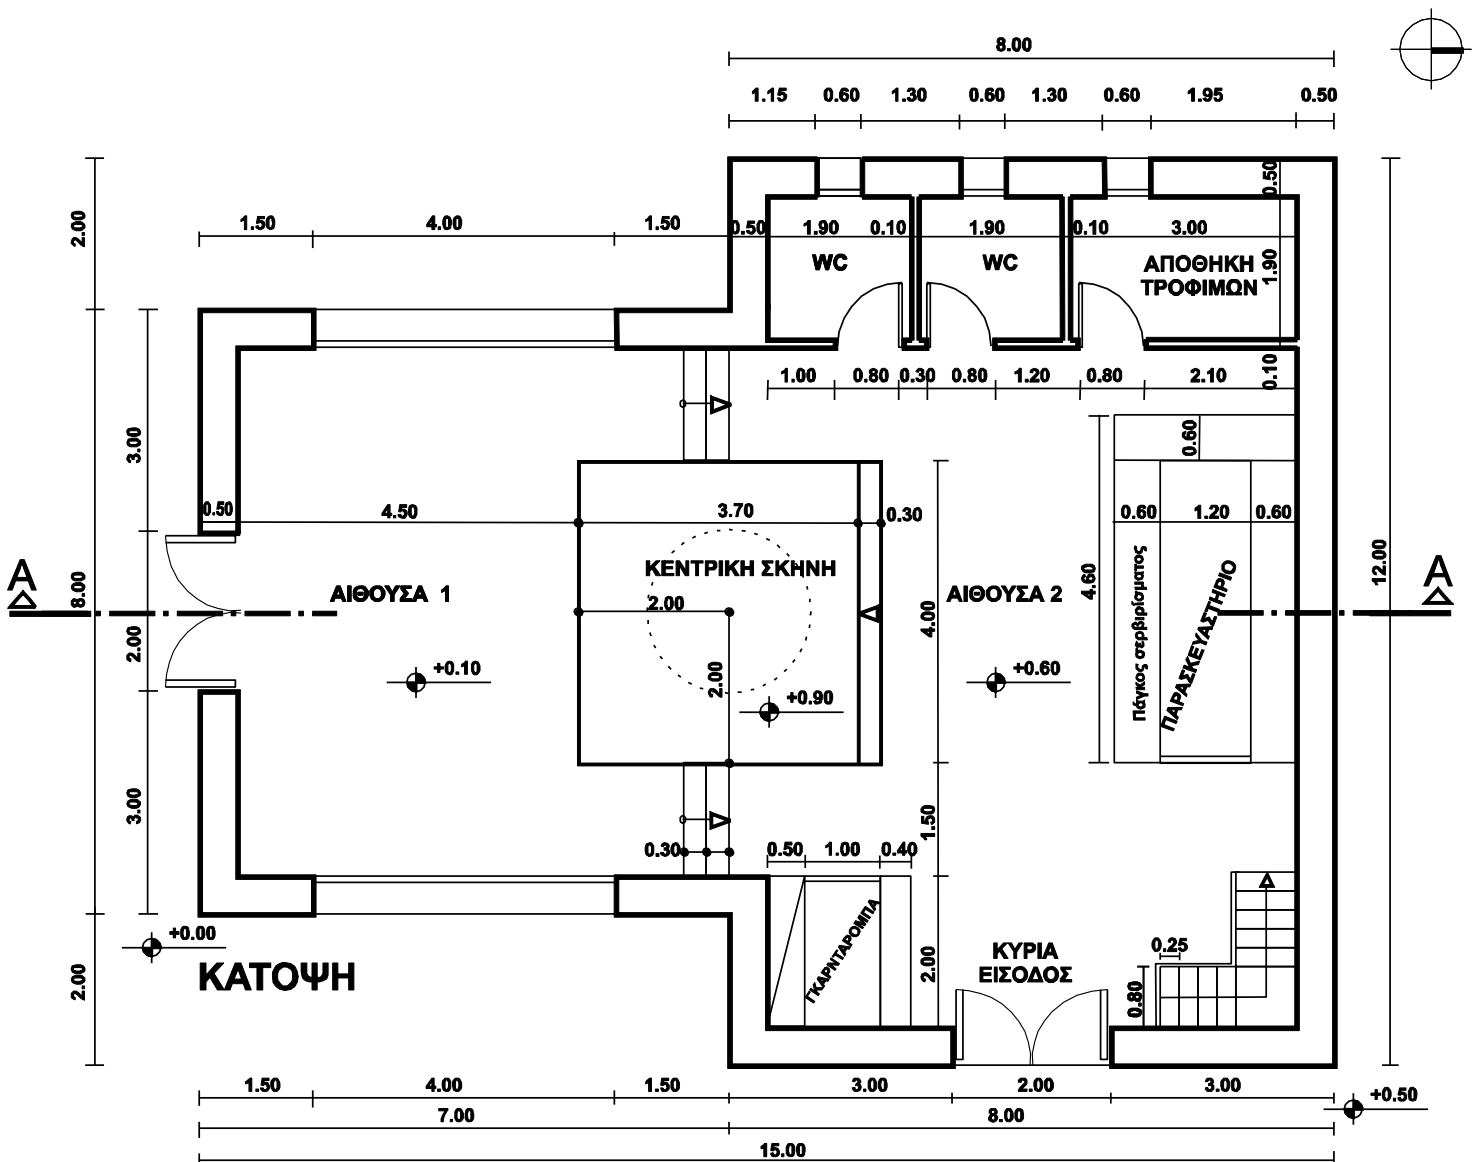 8.00
1.15 0.60 1.30 0.60 1.30 0.60 1.95 0.50
2.00
1.50 4.00 1.50 0.50 1.90 0.10 1.90 0.10 3.00
0.50
1.90
WC WC ΑΠΟΘΗΚΗ
ΤΡΟΦΙΜΩΝ
1.00 0.80 0.30 0.80 1.20 0.80 2.10 0.10
3.00
0.60
0.50 4.50 3.70 0.30 0.60 1.20 0.60
A ΑΙΘΟΥΣΑ 1 ΚΕΝΤΡΙΚΗ ΣΚΗΝΗ ΑΙΘΟΥΣΑ 2 A
8.00 2.00 4.00 4.60 12.00
Πάγκος σερβιρίσματος
ΠΑΡΑΣΚΕΥΑΣΤΗΡΙΟ
2.00 +0.10 2.00 +0.90 +0.60
3.00 1.50
0.30 0.50 1.00 0.40
ΓΚΑΡΝΤΑΡΟΜΠΑ
+0.00
ΚΑΤΟΨΗ
2.00 2.00 ΚΥΡΙΑ
ΕΙΣΟΔΟΣ
0.25
0.80
1.50 4.00 1.50 3.00 2.00 3.00
+0.50
7.00 8.00
15.00